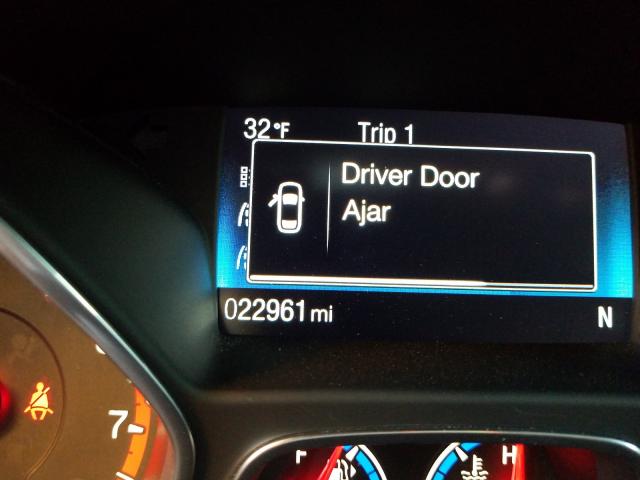 32°F Trip 1
Driver Door
Ajar
022961 mi N
7
F H